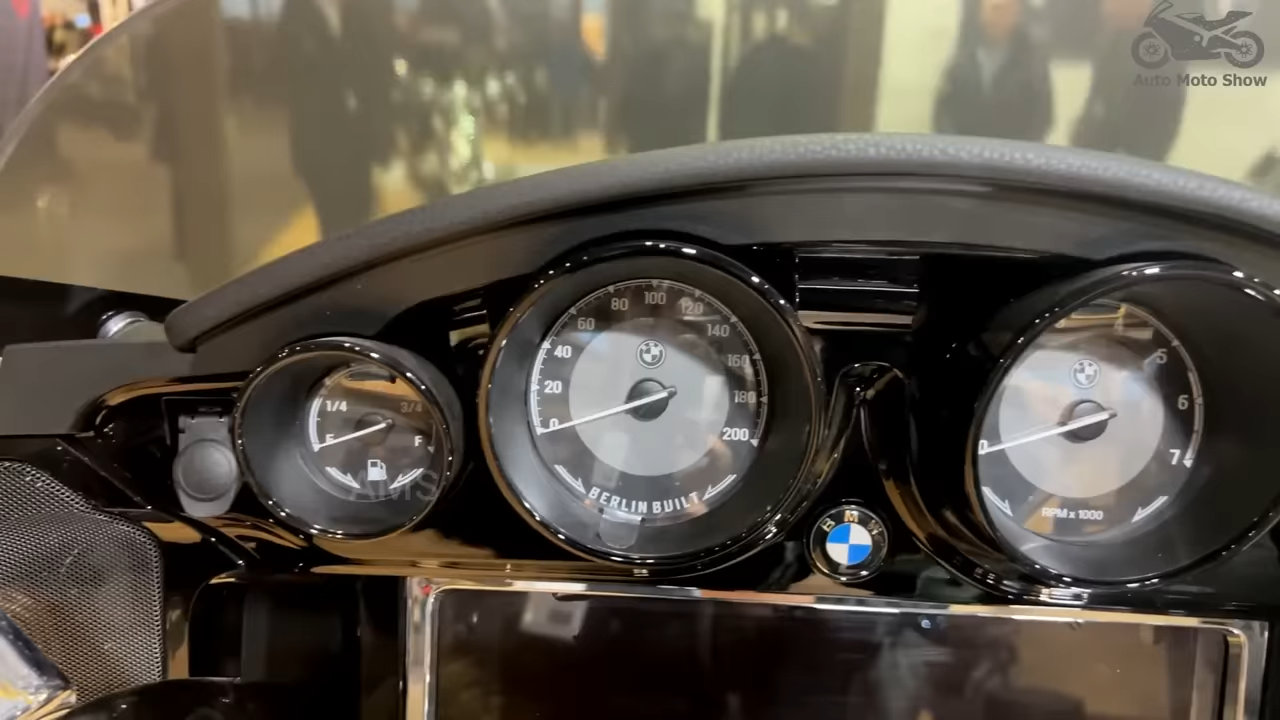 Auto Moto Show
1/4 3/4
E F
AMS
0 20 40 60 80 100 120 140 160 180 200
BERLIN BUILT
BMW
0 5 6 7
RPM x 1000